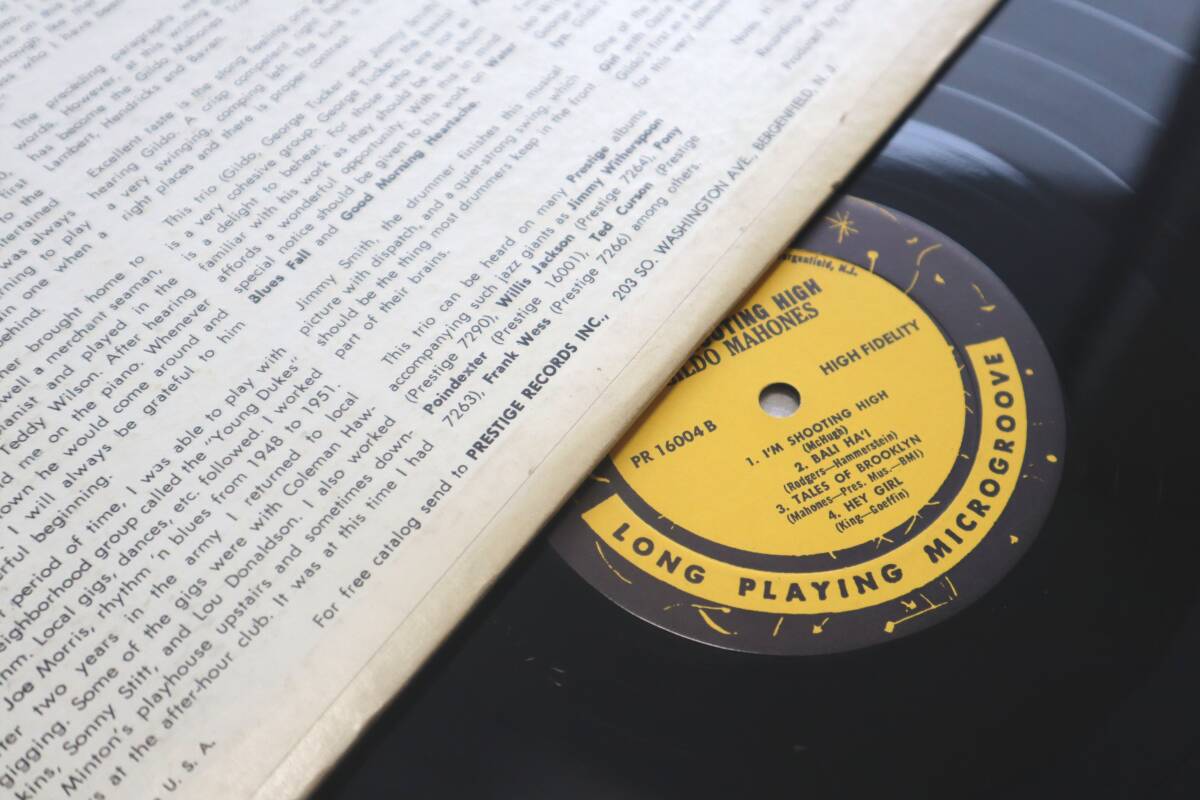 ntertained
was always
ning to play
in one when a
behind.
her brought home to
well a merchant seaman,
ianist and played in the
eddy Wilson. After hearing
d me on the piano. Whenever
own he would come around and
I will always be grateful to him
erful beginning.
period of time, I was able to play with
eighborhood group called the "Young Dukes"
m. Local gigs, dances, etc. followed. I worked
Joe Morris, rhythm 'n blues from 1948 to 1951.
ter two years in the army I returned to local
gigging. Some of the gigs were with Coleman Haw-
kins, Sonny Stitt, and Lou Donaldson. I also worked
Minton's playhouse upstairs and sometimes down-
s at the after-hour club. It was at this time I had
U. S. A.
The preceding paragraphs
words. However, at this writing
has become the Gildo Mahones Trio
Lambert, Hendricks and Bavan
Excellent taste is the strong feeling one
hearing Gildo. A crisp competent right
a very swinging, comping left. The tun
right places and there is proper contrast
This trio (Gildo, George Tucker, and Jimmy
is a very cohesive group. George Tucker, the
is a delight to behear. For those who are
familiar with his work as they should be, this album
affords a wonderful opportunity. With this in mind
special notice should be given to his work on Water
Blues Fall and Good Morning Heartache.
Jimmy Smith, the drummer finishes this musical
picture with dispatch, and a quiet-strong swing, which
should be the thing most drummers keep in the front
part of their brains.
This trio can be heard on many Prestige albums
accompanying such jazz giants as Jimmy Witherspoon
(Prestige 7290), Willis Jackson (Prestige 7264), Pony
Poindexter (Prestige 16001), Ted Curson (Prestige
7263), Frank Wess (Prestige 7266) among others.
For free catalog send to PRESTIGE RECORDS INC., 203 SO. WASHINGTON AVE, BERGENFIELD, N. J.
ergenfield, N.J.
OOTING HIGH
GILDO MAHONES
HIGH FIDELITY
PR 16004 B
1. I'M SHOOTING HIGH
(McHugh)
2. BALI HA'I
(Rodgers—Hammerstein)
3. TALES OF BROOKLYN
(Mahones—Pres. Mus.—BMI)
4. HEY GIRL
(King—Goeffin)
LONG PLAYING MICROGROOVE